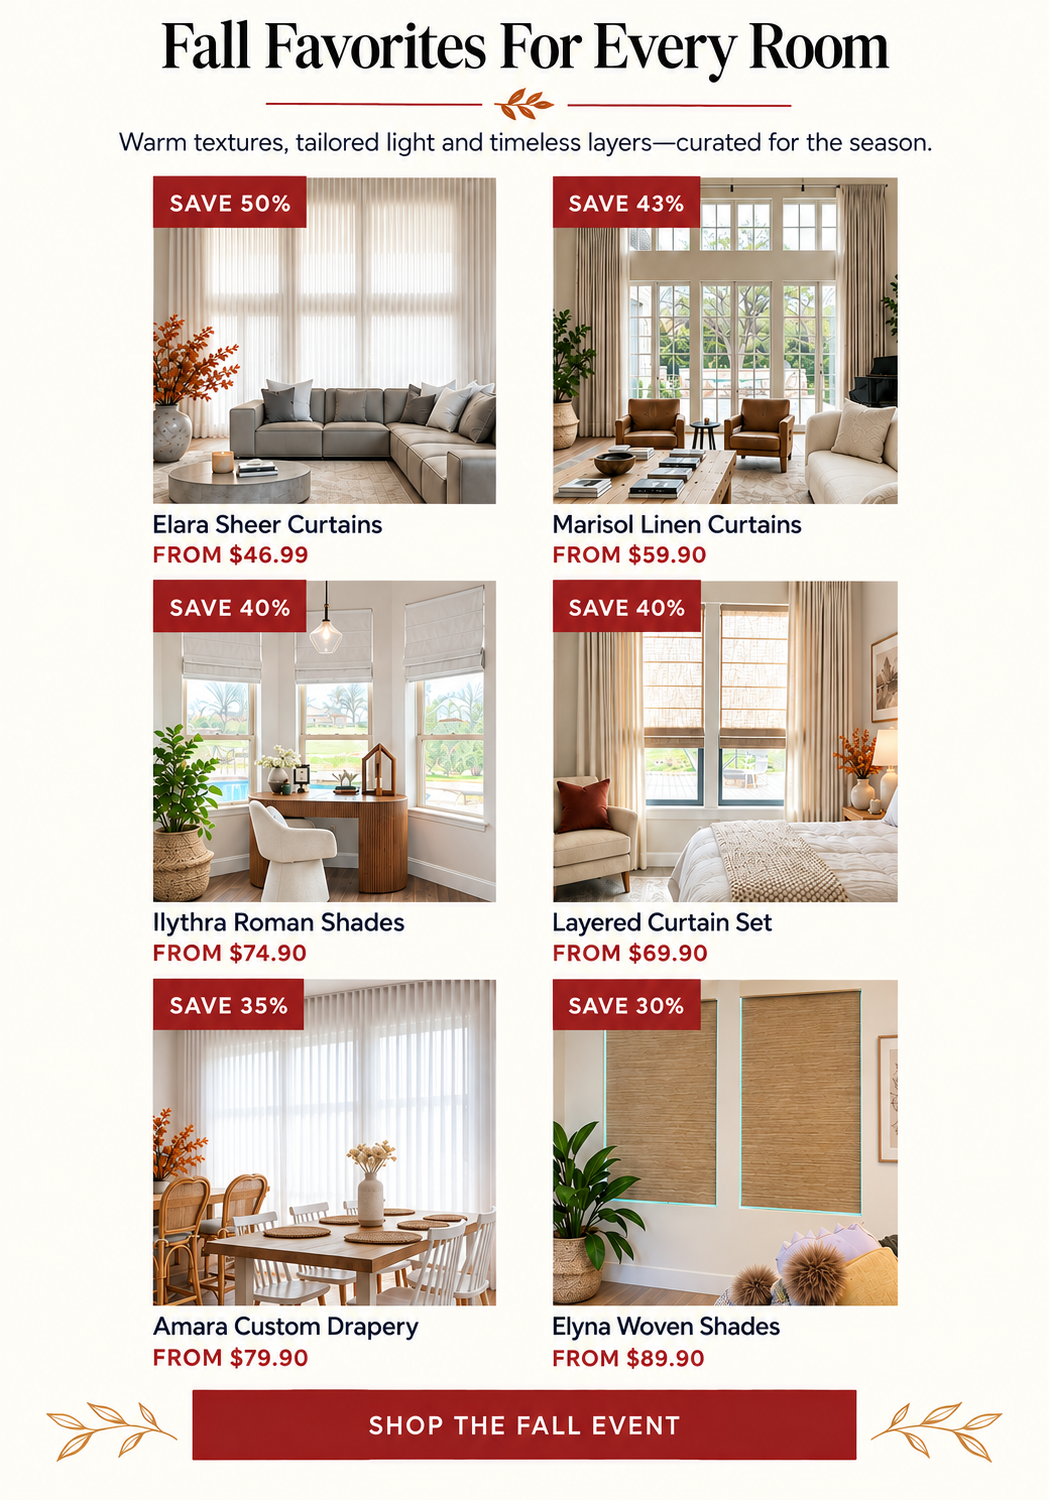 Fall Favorites For Every Room
Warm textures, tailored light and timeless layers—curated for the season.
SAVE 50%
Elara Sheer Curtains
FROM $46.99
SAVE 43%
Marisol Linen Curtains
FROM $59.90
SAVE 40%
Ilythra Roman Shades
FROM $74.90
SAVE 40%
Layered Curtain Set
FROM $69.90
SAVE 35%
Amara Custom Drapery
FROM $79.90
SAVE 30%
Elyna Woven Shades
FROM $89.90
SHOP THE FALL EVENT